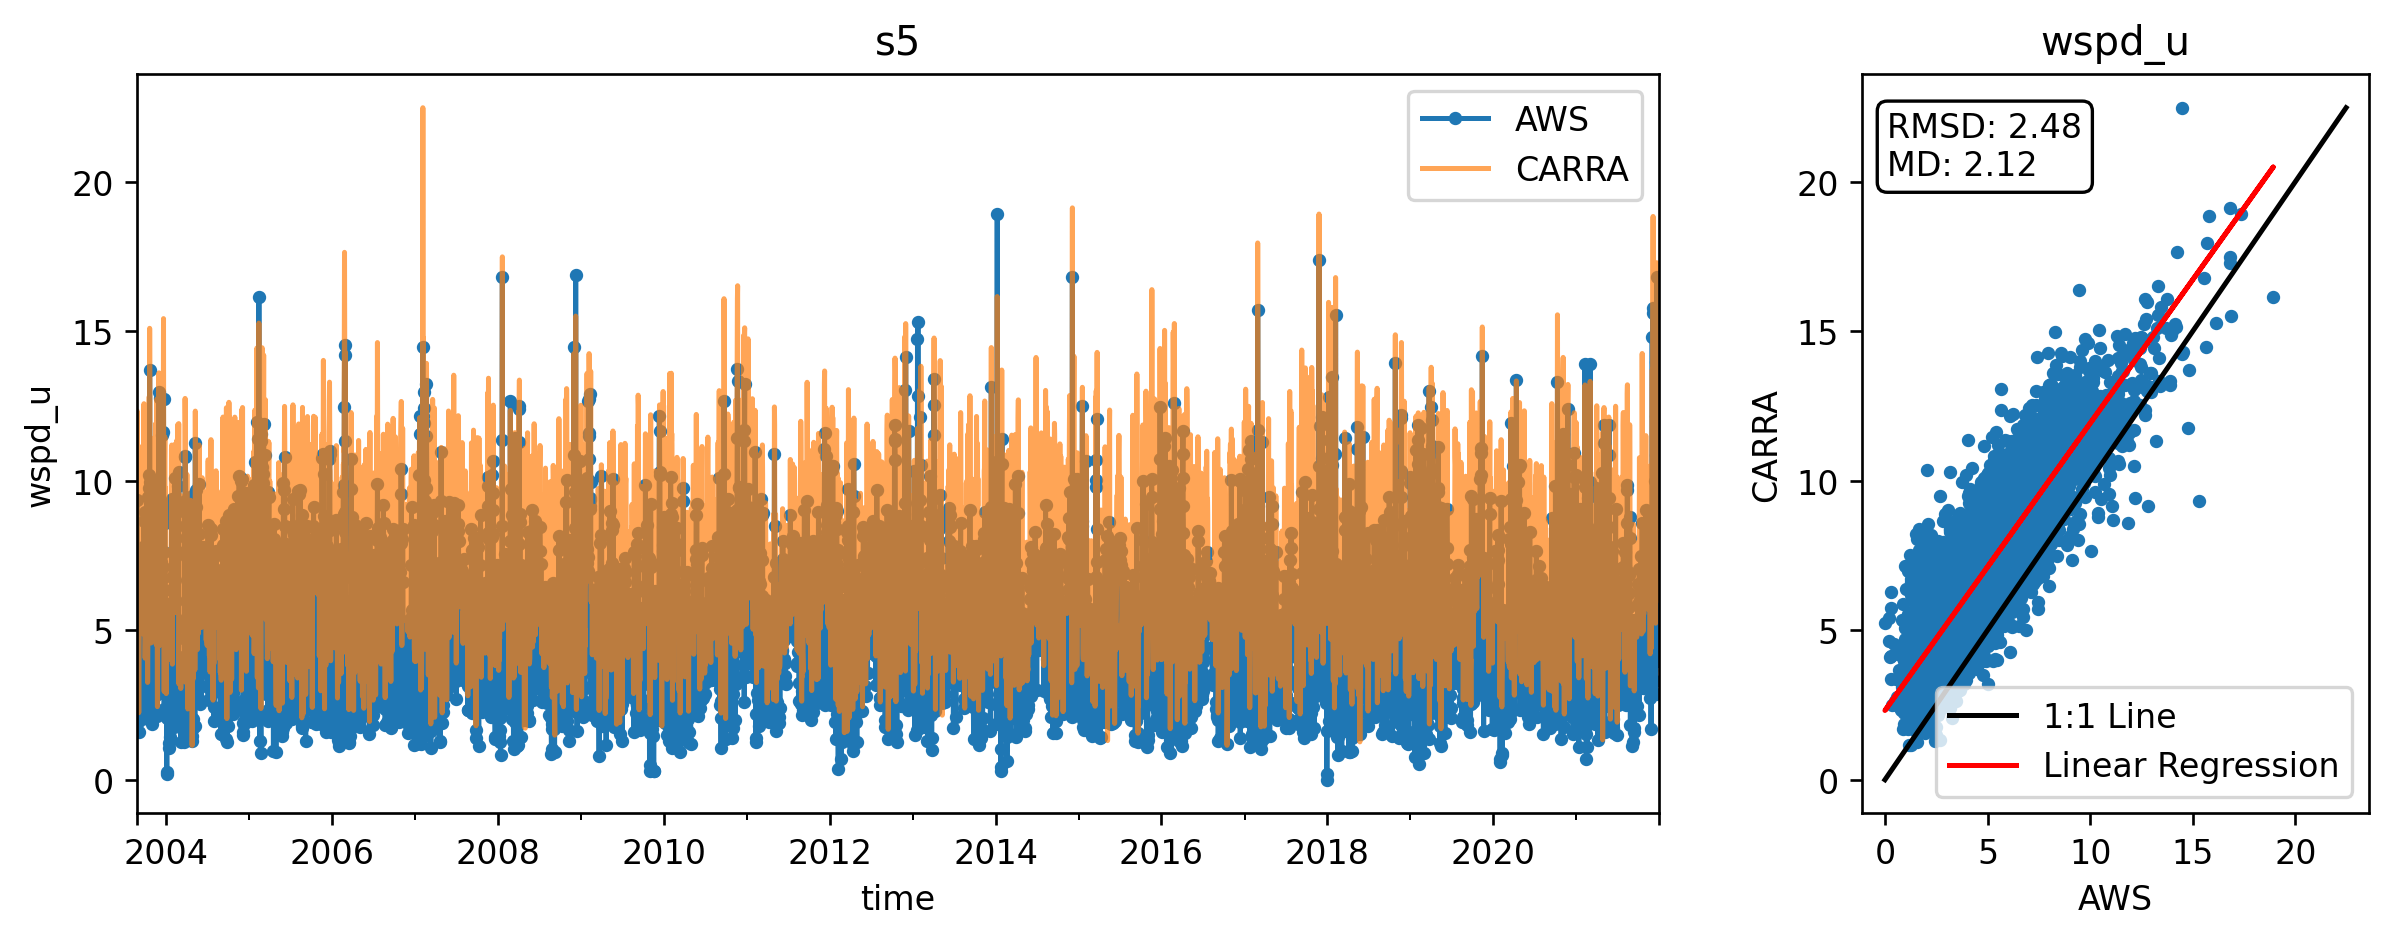 s5
wspd_u
20
15
10
5
0
2004 2006 2008 2010 2012 2014 2016 2018 2020
time
AWS
CARRA
wspd_u
CARRA
20
15
10
5
0
0 5 10 15 20
AWS
RMSD: 2.48
MD: 2.12
1:1 Line
Linear Regression